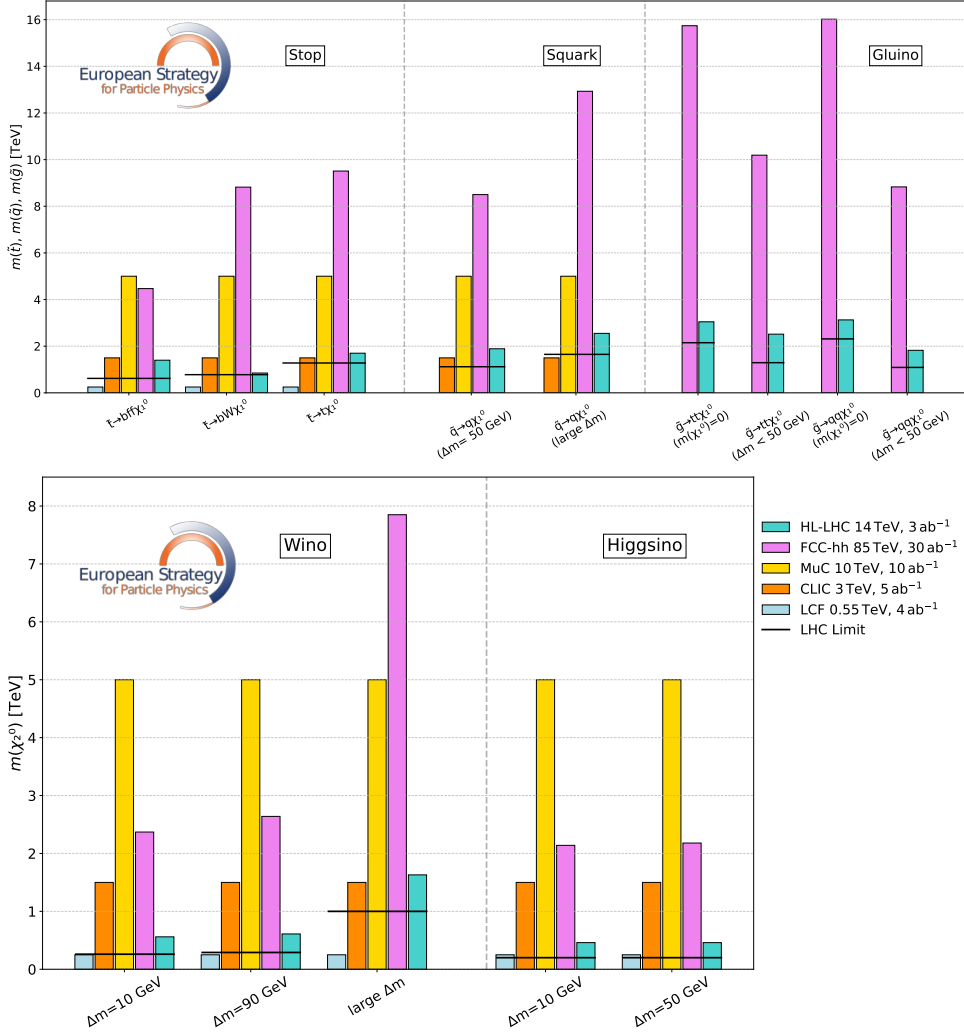 16
14
12
10
8
6
4
2
0
m(t̃), m(q̃), m(g̃) [TeV]
European Strategy
for Particle Physics
Stop
Squark
Gluino
t̃→bffχ₁⁰
t̃→bWχ₁⁰
t̃→tχ₁⁰
q̃→qχ₁⁰
(Δm= 50 GeV)
q̃→qχ₁⁰
(large Δm)
g̃→ttχ₁⁰
(m(χ₁⁰)=0)
g̃→ttχ₁⁰
(Δm < 50 GeV)
g̃→qqχ₁⁰
(m(χ₁⁰)=0)
g̃→qqχ₁⁰
(Δm < 50 GeV)
8
7
6
5
4
3
2
1
0
m(χ₂⁰) [TeV]
European Strategy
for Particle Physics
Wino
Higgsino
Δm=10 GeV
Δm=90 GeV
large Δm
Δm=10 GeV
Δm=50 GeV
HL-LHC 14 TeV, 3 ab⁻¹
FCC-hh 85 TeV, 30 ab⁻¹
MuC 10 TeV, 10 ab⁻¹
CLIC 3 TeV, 5 ab⁻¹
LCF 0.55 TeV, 4 ab⁻¹
LHC Limit